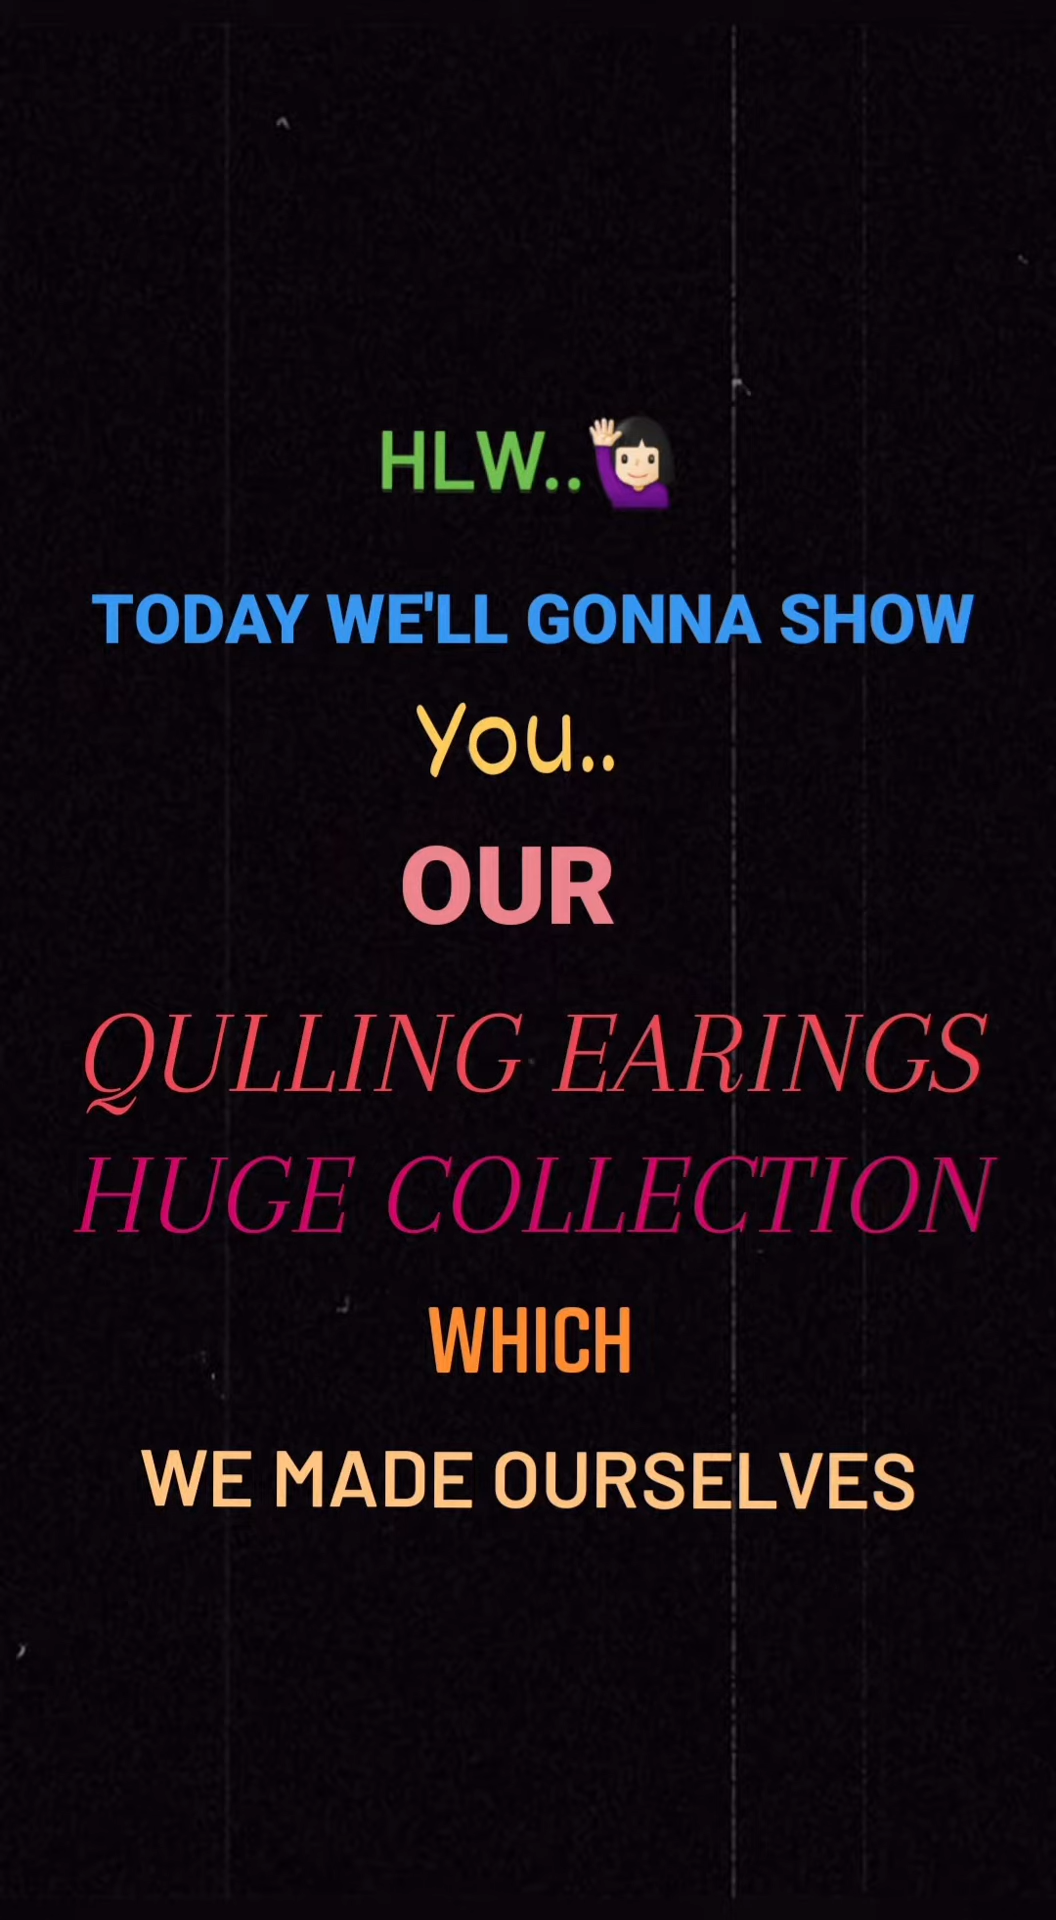 HLW..🙋🏻‍♀️
TODAY WE'LL GONNA SHOW
You..
OUR
QULLING EARINGS
HUGE COLLECTION
WHICH
WE MADE OURSELVES